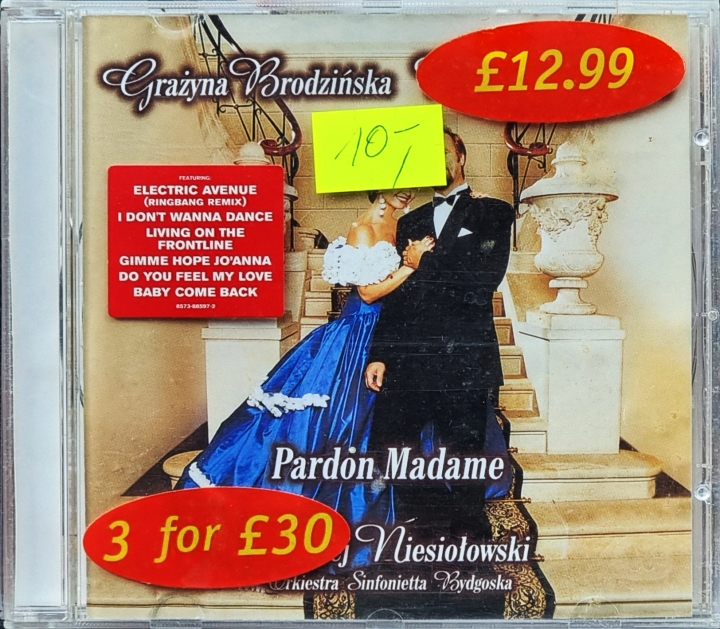 Grażyna Brodzińska
£12.99
10,-
FEATURING:
ELECTRIC AVENUE
(RINGBANG REMIX)
I DON'T WANNA DANCE
LIVING ON THE
FRONTLINE
GIMME HOPE JO'ANNA
DO YOU FEEL MY LOVE
BABY COME BACK
8573-88597-2
Pardon Madame
3 for £30
Niesiołowski
Orkiestra Sinfonietta Bydgoska